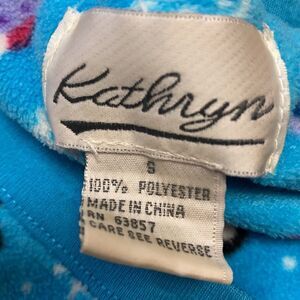 Kathryn
S
100% POLYESTER
MADE IN CHINA
RN 63857
CARE SEE REVERSE